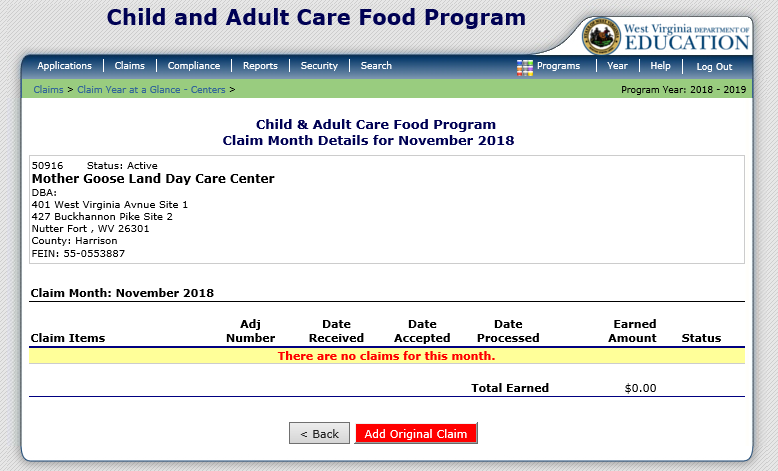 Child and Adult Care Food Program
West Virginia DEPARTMENT OF
EDUCATION
Applications Claims Compliance Reports Security Search Programs Year Help Log Out
Claims > Claim Year at a Glance - Centers > Program Year: 2018 - 2019
Child & Adult Care Food Program
Claim Month Details for November 2018
50916 Status: Active
Mother Goose Land Day Care Center
DBA:
401 West Virginia Avnue Site 1
427 Buckhannon Pike Site 2
Nutter Fort , WV 26301
County: Harrison
FEIN: 55-0553887
Claim Month: November 2018
Adj Date Date Date Earned
Claim Items Number Received Accepted Processed Amount Status
There are no claims for this month.
Total Earned $0.00
< Back Add Original Claim